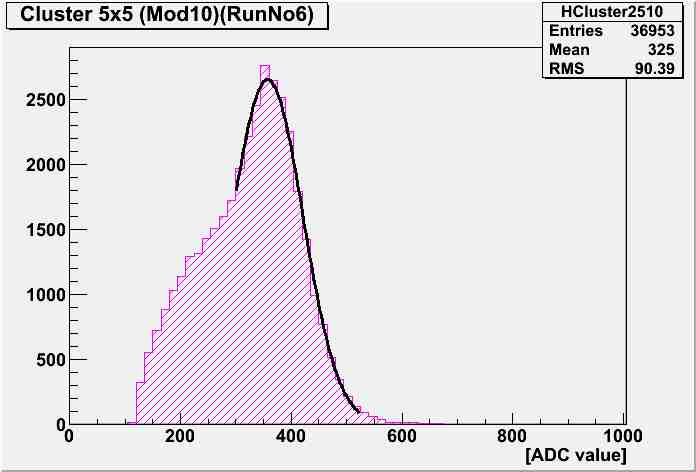 Cluster 5x5 (Mod10)(RunNo6)
HCluster2510
Entries 36953
Mean 325
RMS 90.39
2500
2000
1500
1000
500
0
0 200 400 600 800 1000
[ADC value]